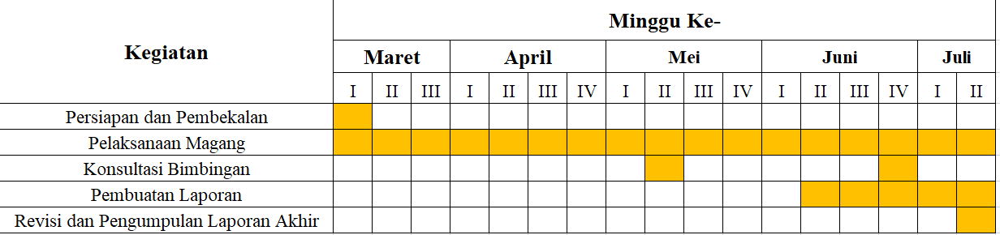 Kegiatan
Minggu Ke-
Maret April Mei Juni Juli
I II III I II III IV I II III IV I II III IV I II
Persiapan dan Pembekalan
Pelaksanaan Magang
Konsultasi Bimbingan
Pembuatan Laporan
Revisi dan Pengumpulan Laporan Akhir